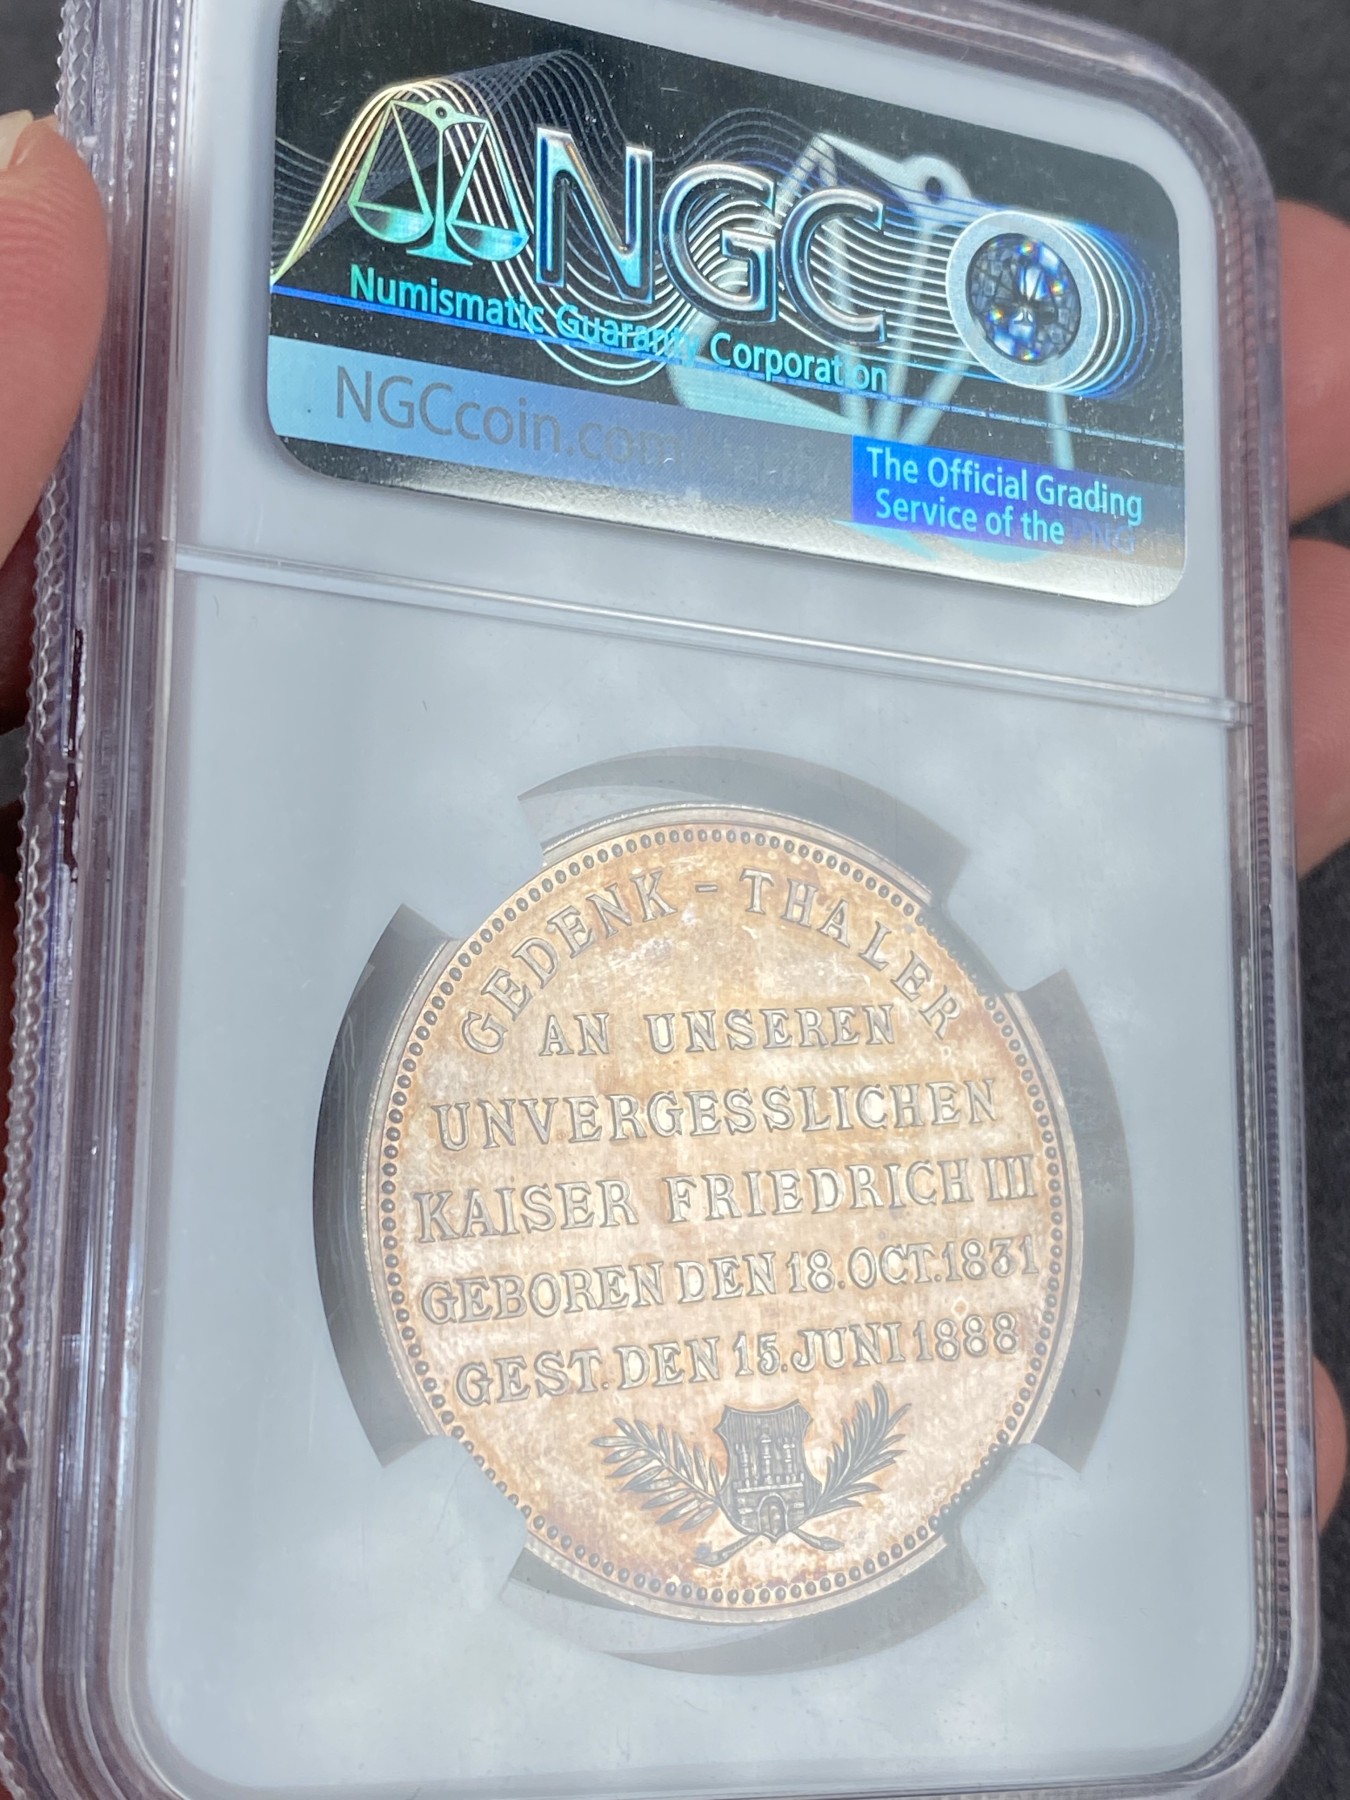 NGC
Numismatic Guaranty Corporation
NGCcoin.com
The Official Grading
Service of the PNG
GEDENK - THALER
AN UNSEREN
UNVERGESSLICHEN
KAISER FRIEDRICH III
GEBOREN DEN 18. OCT. 1831
GEST. DEN 15. JUNI 1888